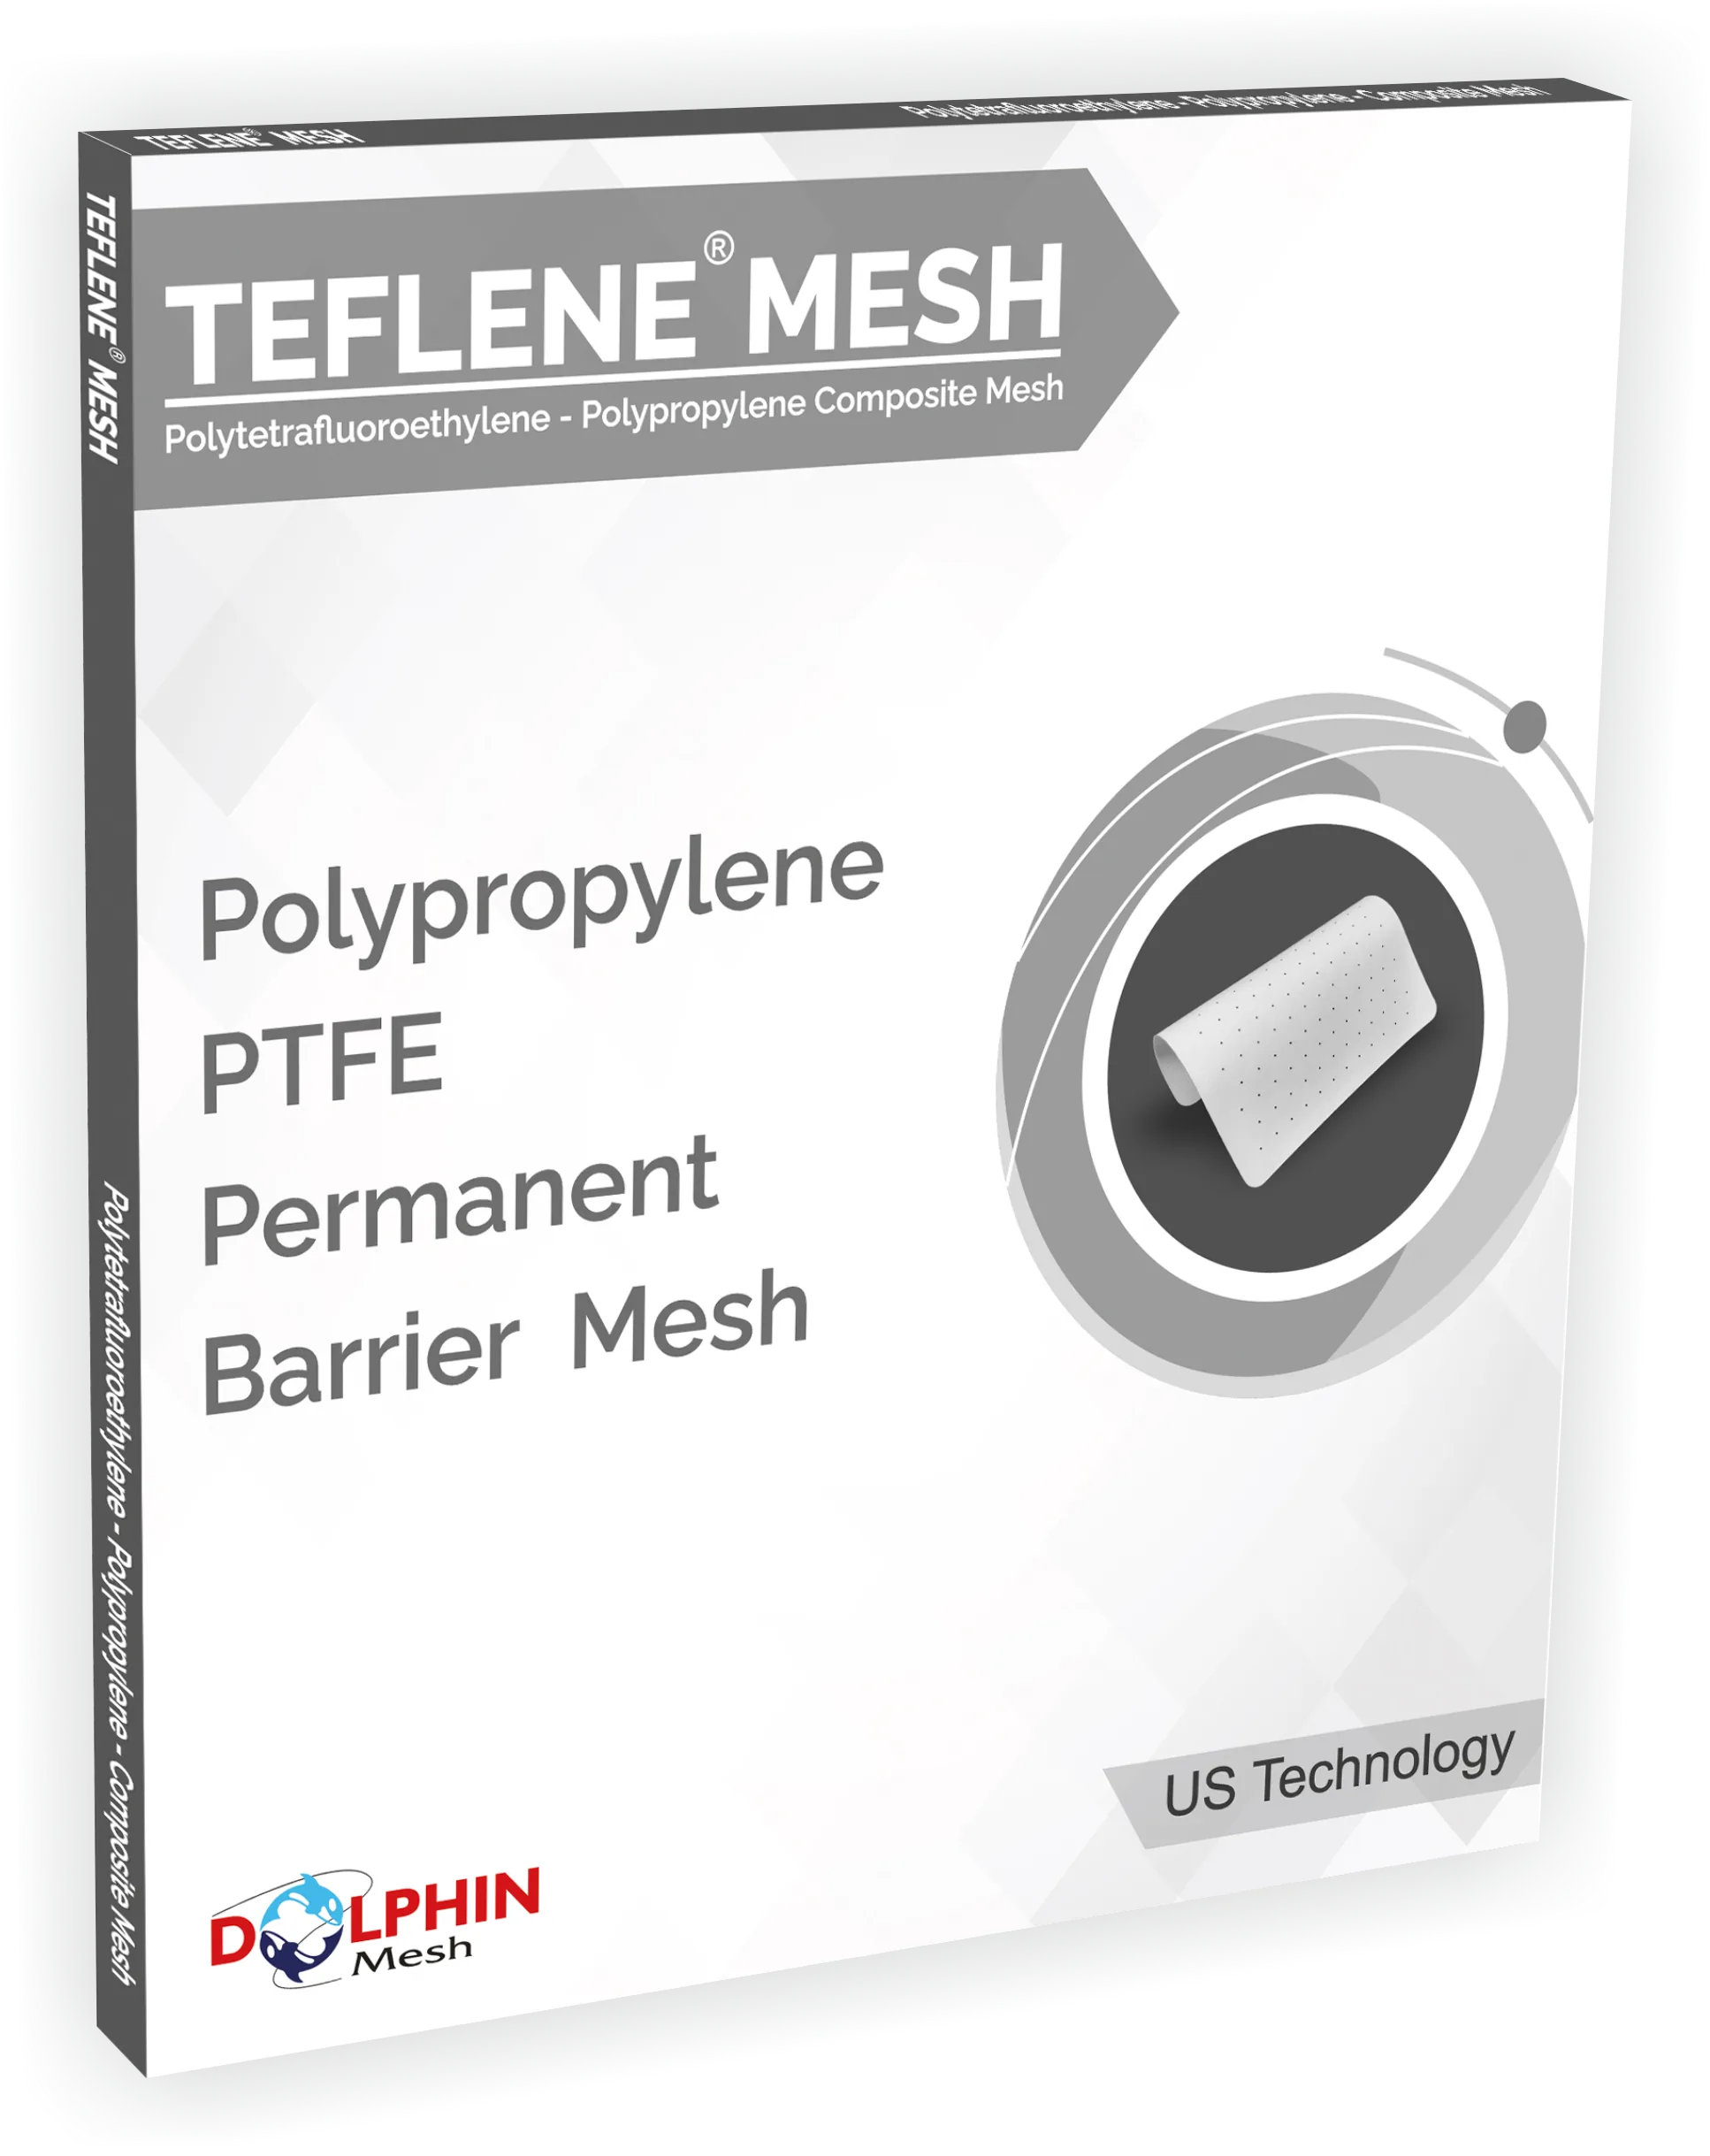 TEFLENE® MESH
Polytetrafluoroethylene - Polypropylene - Composite Mesh
TEFLENE® MESH
Polytetrafluoroethylene - Polypropylene - Composite Mesh
TEFLENE® MESH
Polytetrafluoroethylene - Polypropylene Composite Mesh
Polypropylene
PTFE
Permanent
Barrier Mesh
US Technology
DOLPHIN
Mesh